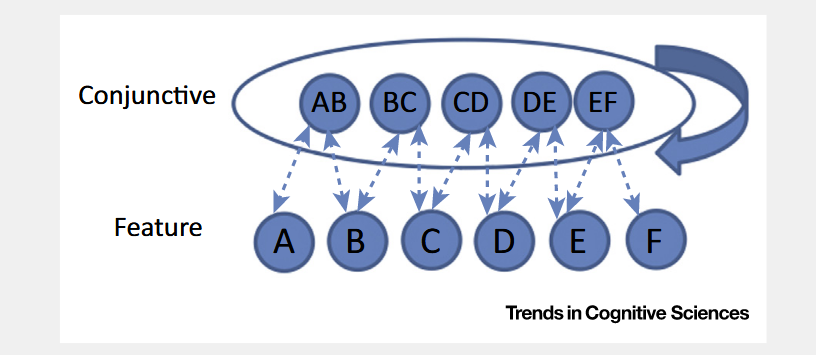 Conjunctive
AB BC CD DE EF
Feature
A B C D E F
Trends in Cognitive Sciences